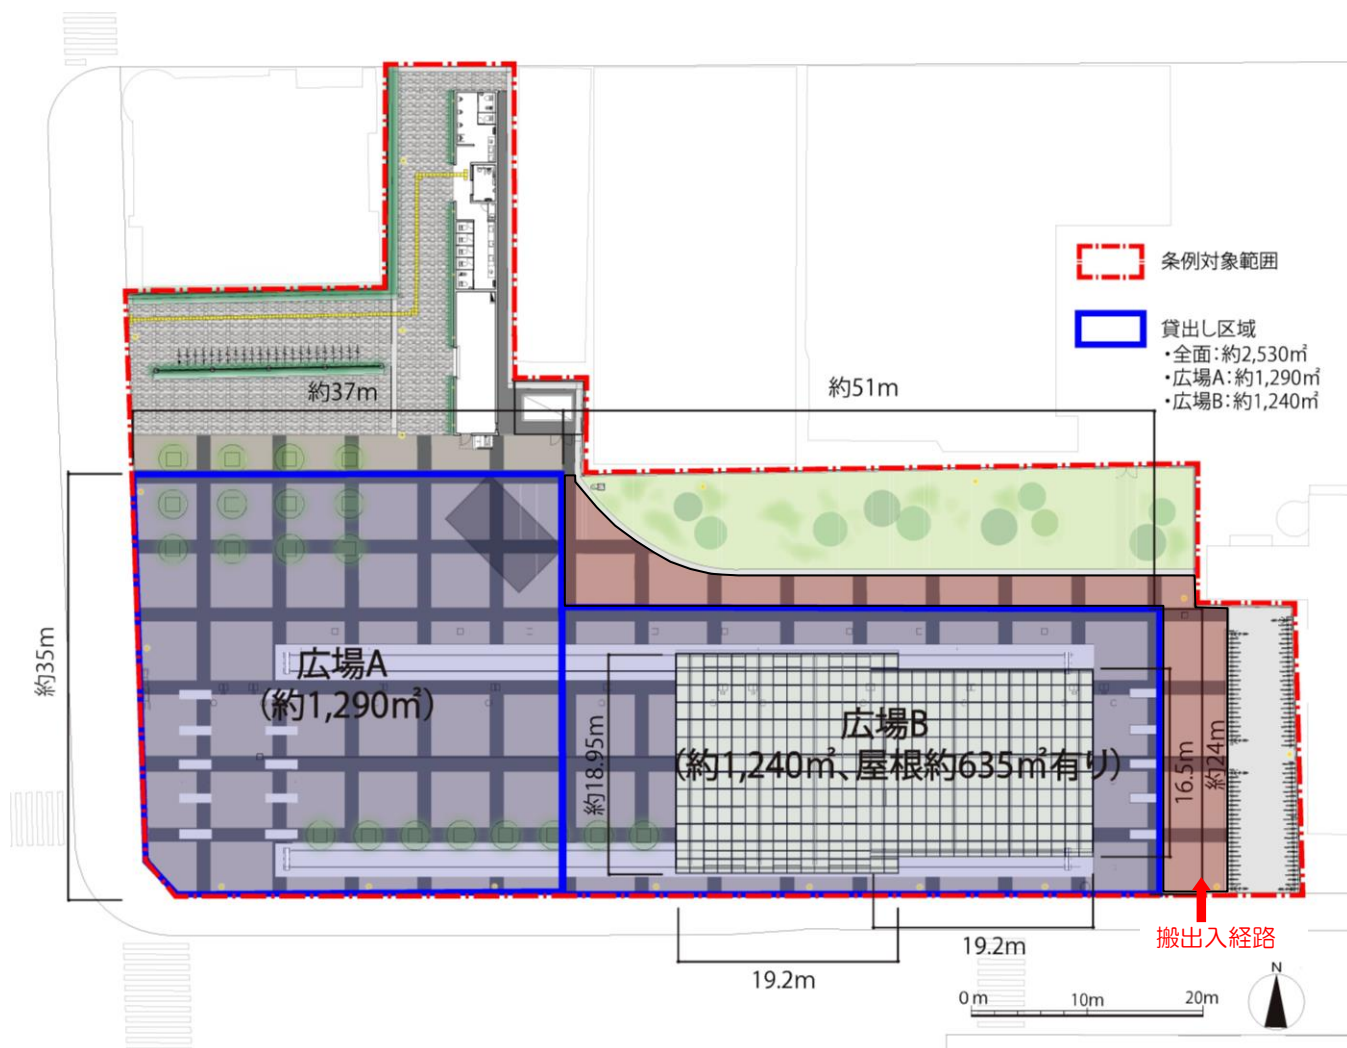 条例対象範囲
貸出し区域
・全面：約2,530㎡
・広場A：約1,290㎡
・広場B：約1,240㎡
約37m
約51m
約35m
広場A
（約1,290㎡）
広場B
（約1,240㎡、屋根約635㎡有り）
約18.95m
16.5m
約24m
搬出入経路
19.2m
19.2m
0 m 10m 20m
N